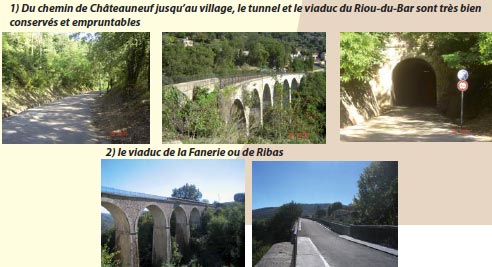 1) Du chemin de Châteauneuf jusqu'au village, le tunnel et le viaduc du Riou-du-Bar sont très bien
conservés et empruntables
2) le viaduc de la Fanerie ou de Ribas